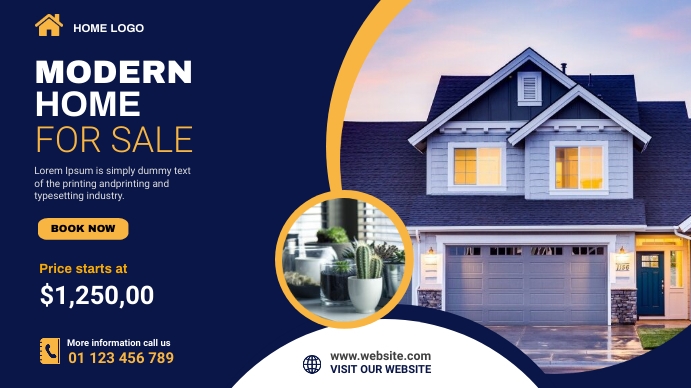 HOME LOGO
MODERN
HOME
FOR SALE
Lorem Ipsum is simply dummy text
of the printing andprinting and
typesetting industry.
BOOK NOW
Price starts at
$1,250,00
More information call us
01 123 456 789
www.website.com
VISIT OUR WEBSITE